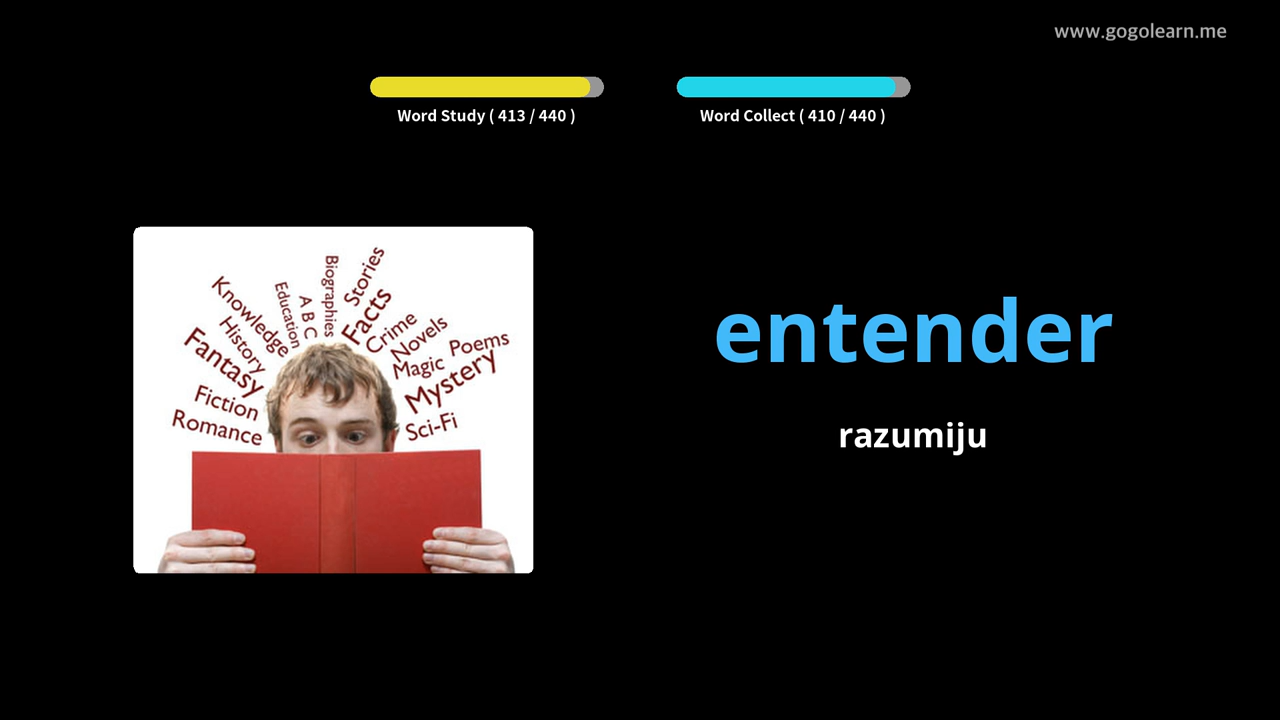 www.gogolearn.me
Word Study ( 413 / 440 )
Word Collect ( 410 / 440 )
entender
razumiju
Biographies
Stories
Education
A B C
Facts
Knowledge
Crime
History
Novels
Fantasy
Magic
Poems
Fiction
Mystery
Romance
Sci-Fi